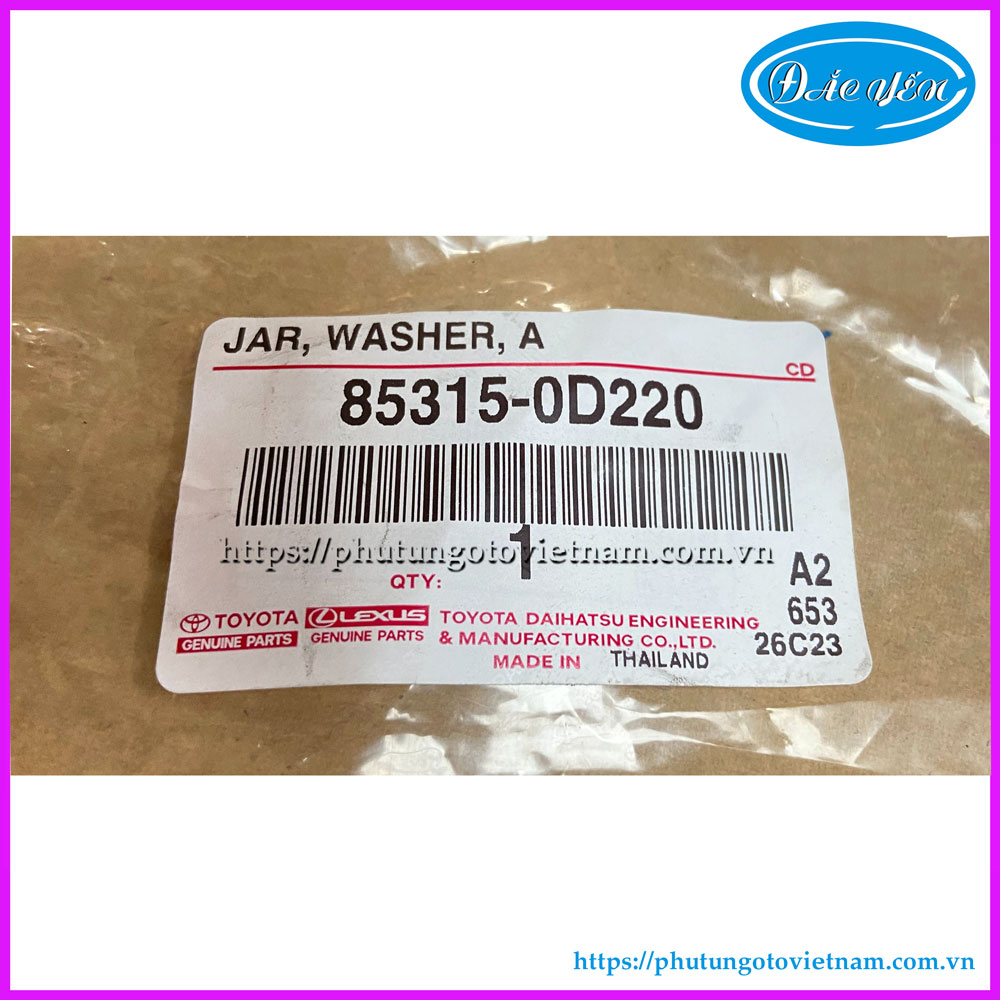 ĐẮC YẾN
JAR, WASHER, A
CD
85315-0D220
https://phutungotovietnam.com.vn
QTY: 1
A2
653
26C23
TOYOTA
GENUINE PARTS
LEXUS
GENUINE PARTS
TOYOTA DAIHATSU ENGINEERING
& MANUFACTURING CO.,LTD.
MADE IN THAILAND
https://phutungotovietnam.com.vn